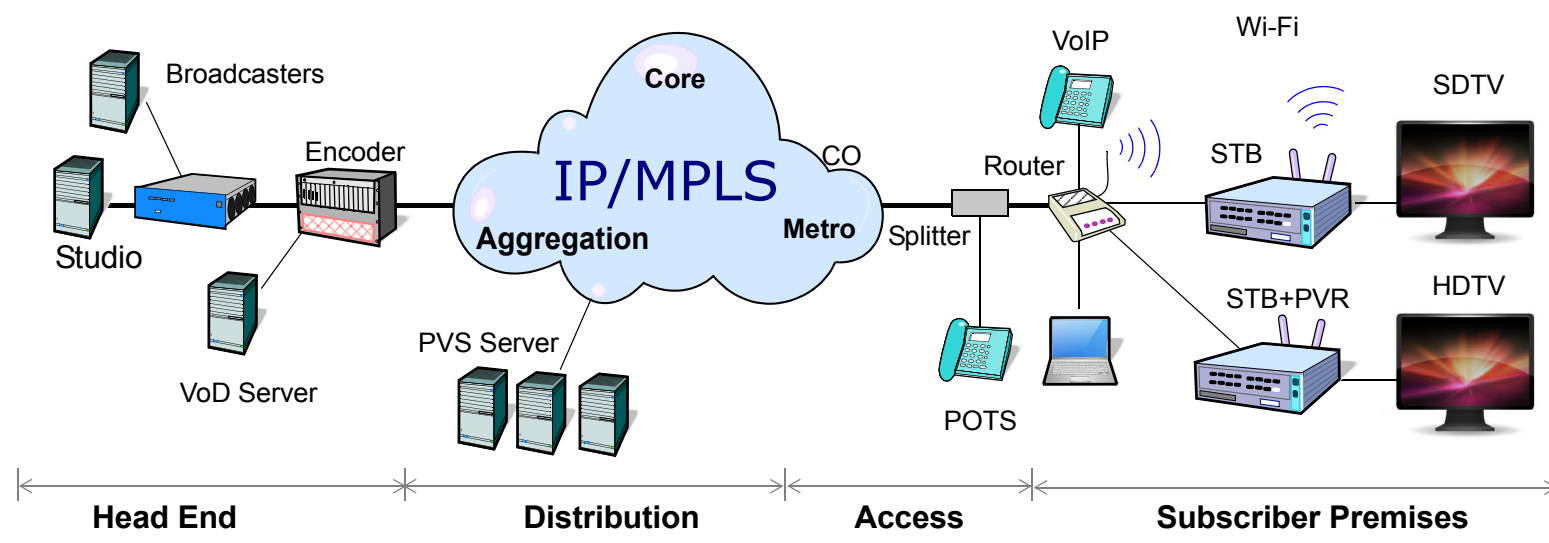 Broadcasters
Studio
Encoder
VoD Server
Core
IP/MPLS
Aggregation
CO
Metro
PVS Server
Splitter
POTS
Router
VoIP
Wi-Fi
STB
SDTV
STB+PVR
HDTV
Head End
Distribution
Access
Subscriber Premises